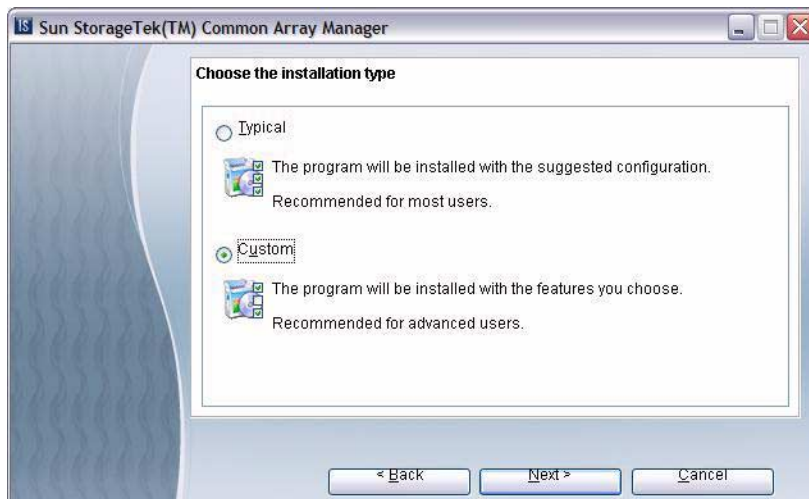 IS Sun StorageTek(TM) Common Array Manager
Choose the installation type
Typical
The program will be installed with the suggested configuration.
Recommended for most users.
Custom
The program will be installed with the features you choose.
Recommended for advanced users.
< Back Next > Cancel